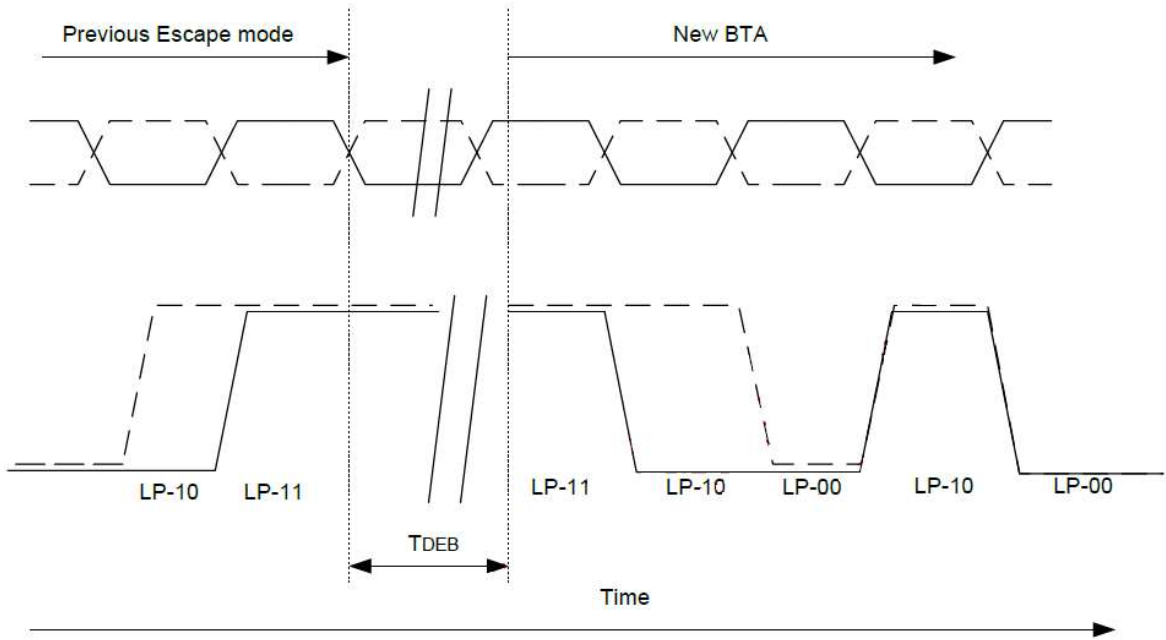 Previous Escape mode
New BTA
LP-10
LP-11
LP-11
LP-10
LP-00
LP-10
LP-00
TDEB
Time